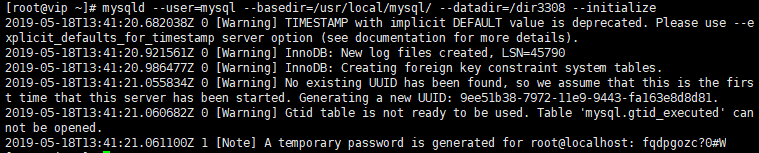 [root@vip ~]# mysqld --user=mysql --basedir=/usr/local/mysql/ --datadir=/dir3308 --initialize
2019-05-18T13:41:20.682038Z 0 [Warning] TIMESTAMP with implicit DEFAULT value is deprecated. Please use --e
xplicit_defaults_for_timestamp server option (see documentation for more details).
2019-05-18T13:41:20.921561Z 0 [Warning] InnoDB: New log files created, LSN=45790
2019-05-18T13:41:20.986477Z 0 [Warning] InnoDB: Creating foreign key constraint system tables.
2019-05-18T13:41:21.055834Z 0 [Warning] No existing UUID has been found, so we assume that this is the firs
t time that this server has been started. Generating a new UUID: 9ee51b38-7972-11e9-9443-fa163e8d8d81.
2019-05-18T13:41:21.060682Z 0 [Warning] Gtid table is not ready to be used. Table 'mysql.gtid_executed' can
not be opened.
2019-05-18T13:41:21.061100Z 1 [Note] A temporary password is generated for root@localhost: fqdpgozc?0#W